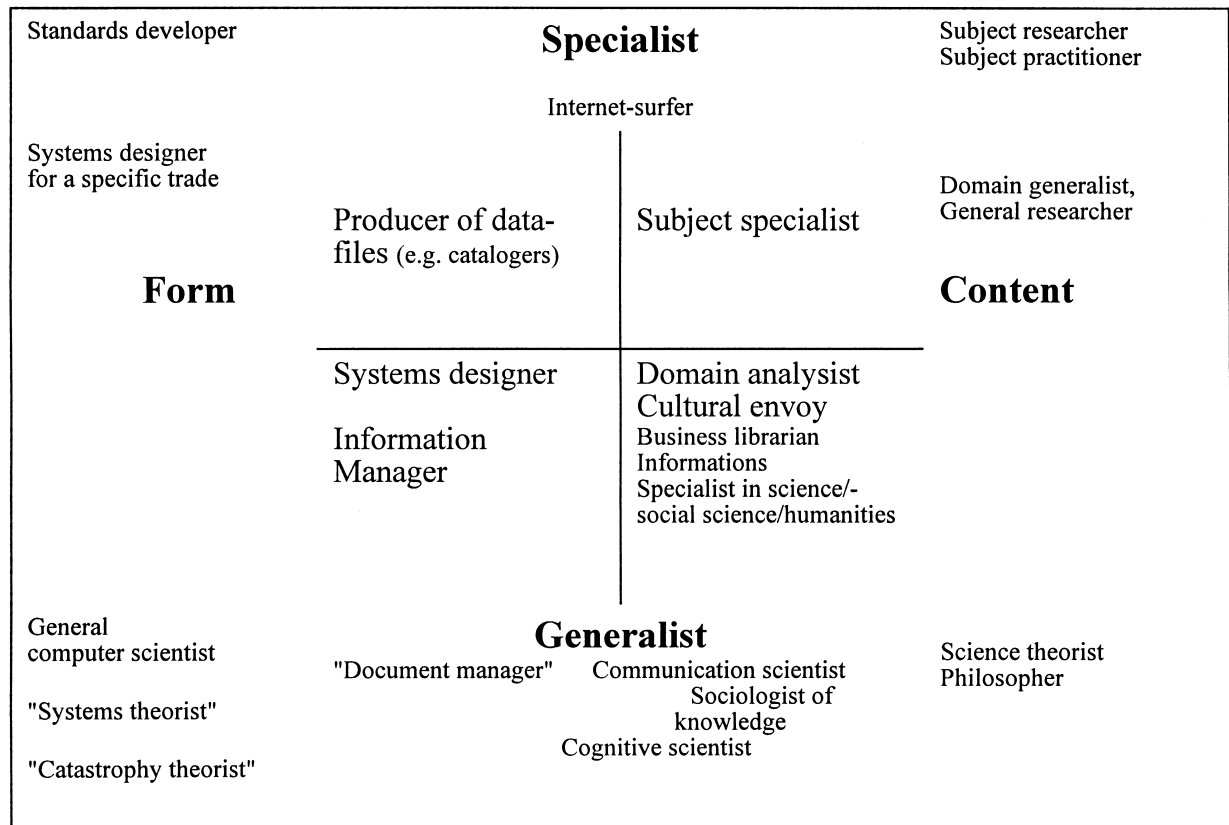 Standards developer
Specialist
Subject researcher
Subject practitioner
Internet-surfer
Systems designer
for a specific trade
Domain generalist,
General researcher
Producer of data-
files (e.g. catalogers)
Subject specialist
Form
Content
Systems designer
Information
Manager
Domain analysist
Cultural envoy
Business librarian
Informations
Specialist in science/-
social science/humanities
General
computer scientist
Generalist
"Document manager"
Communication scientist
Sociologist of
knowledge
Cognitive scientist
Science theorist
Philosopher
"Systems theorist"
"Catastrophy theorist"